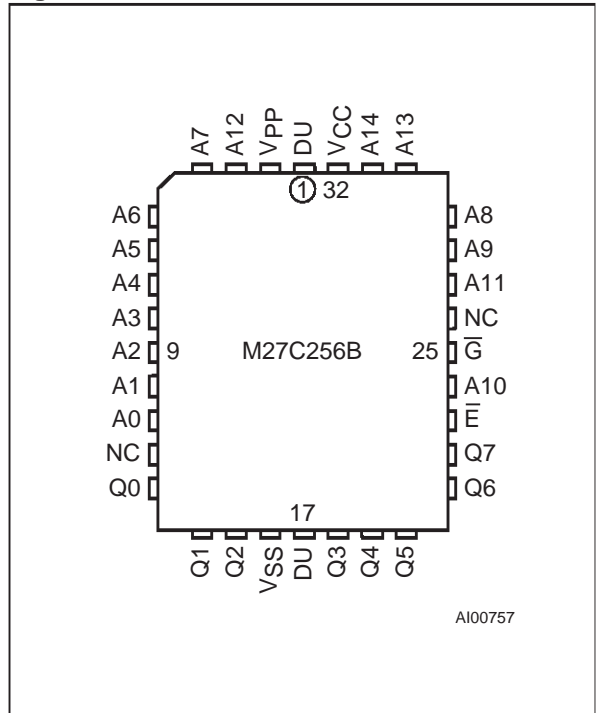 A7
A12
VPP
DU
VCC
A14
A13
1 32
A6
A5
A4
A3
A2
A1
A0
NC
Q0
9 M27C256B 25
A8
A9
A11
NC
G̅
A10
E̅
Q7
Q6
17
Q1
Q2
VSS
DU
Q3
Q4
Q5
AI00757